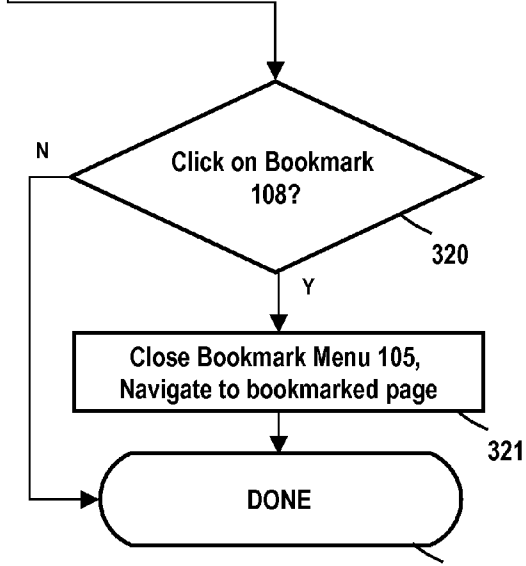 N
Click on Bookmark
108?
320
Y
Close Bookmark Menu 105,
Navigate to bookmarked page
321
DONE